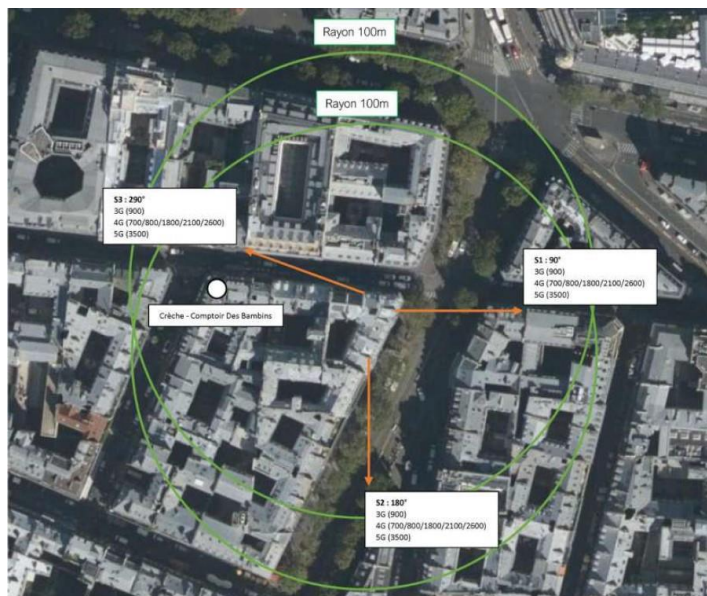 Rayon 100m
Rayon 100m
S3 : 290°
3G (900)
4G (700/800/1800/2100/2600)
5G (3500)
S1 : 90°
3G (900)
4G (700/800/1800/2100/2600)
5G (3500)
Crèche - Comptoir Des Bambins
S2 : 180°
3G (900)
4G (700/800/1800/2100/2600)
5G (3500)